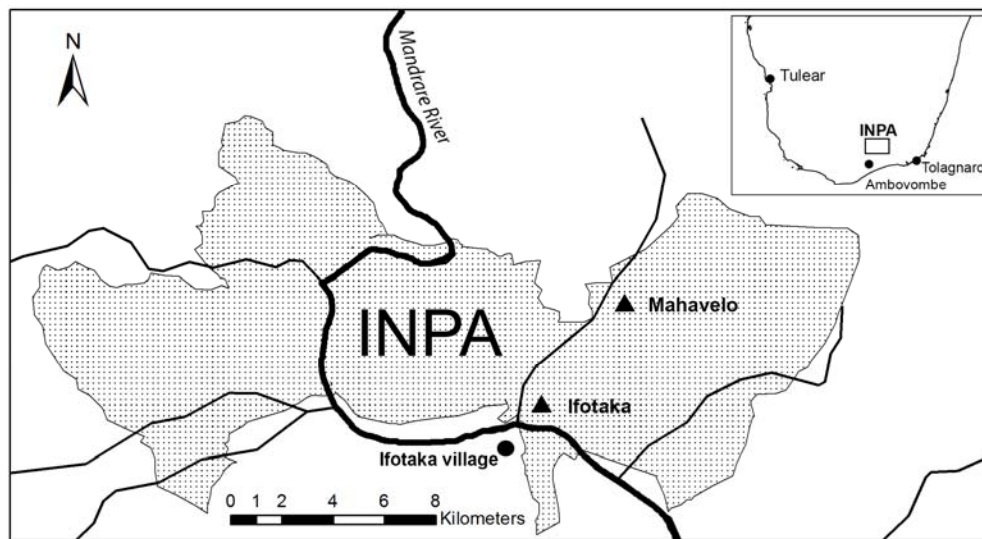 N
Mandrare River
Tulear
INPA
Tolagnaro
Ambovombe
INPA
Mahavelo
Ifotaka
Ifotaka village
0 1 2 4 6 8
Kilometers